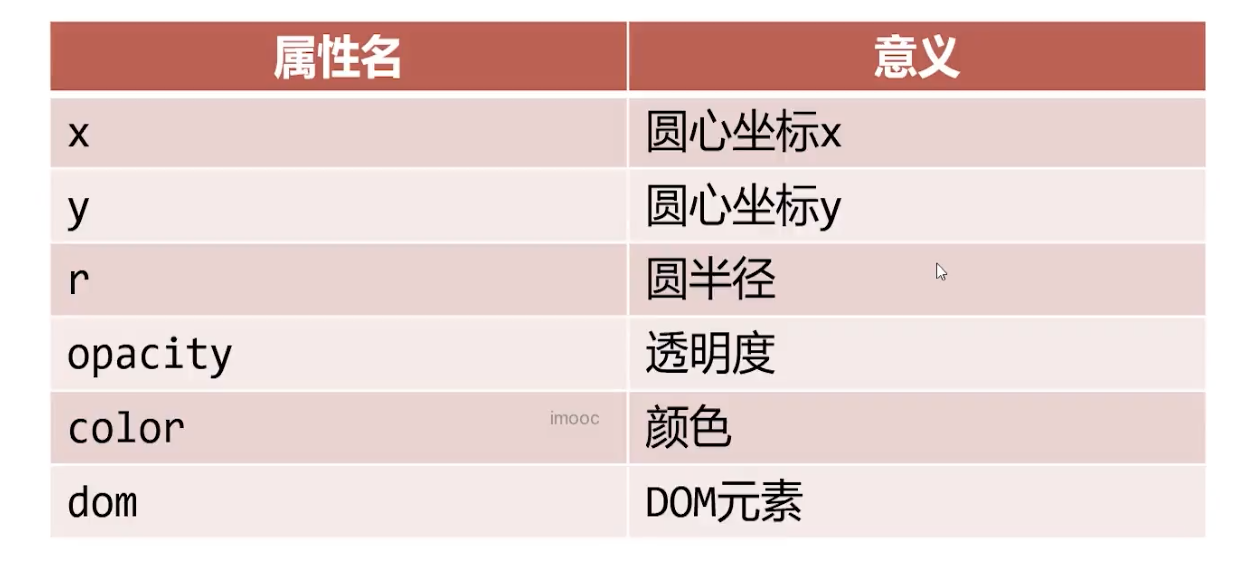 属性名 意义
x 圆心坐标x
y 圆心坐标y
r 圆半径
opacity 透明度
color 颜色
imooc
dom DOM元素